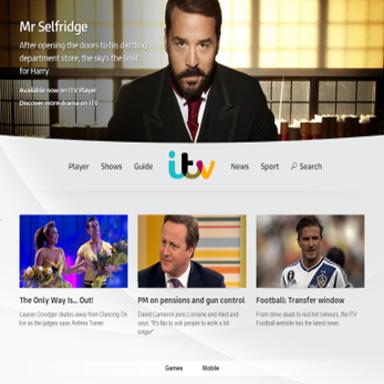 Mr Selfridge
After opening the doors to his dazzling
department store, the sky's the limit
for Harry
Available now on ITV Player
Discover more drama on ITV
Player
Shows
Guide
itv
News
Sport
Search
The Only Way Is... Out!
Lauren Goodger skates away from Dancing On
Ice as the judges save Anthea Turner
PM on pensions and gun control
David Cameron joins Lorraine and Aled and
says: "It's fair to ask people to work a bit
longer"
Football: Transfer window
From done deals to red-hot rumours, the ITV
Football website has the latest news
Games
Mobile